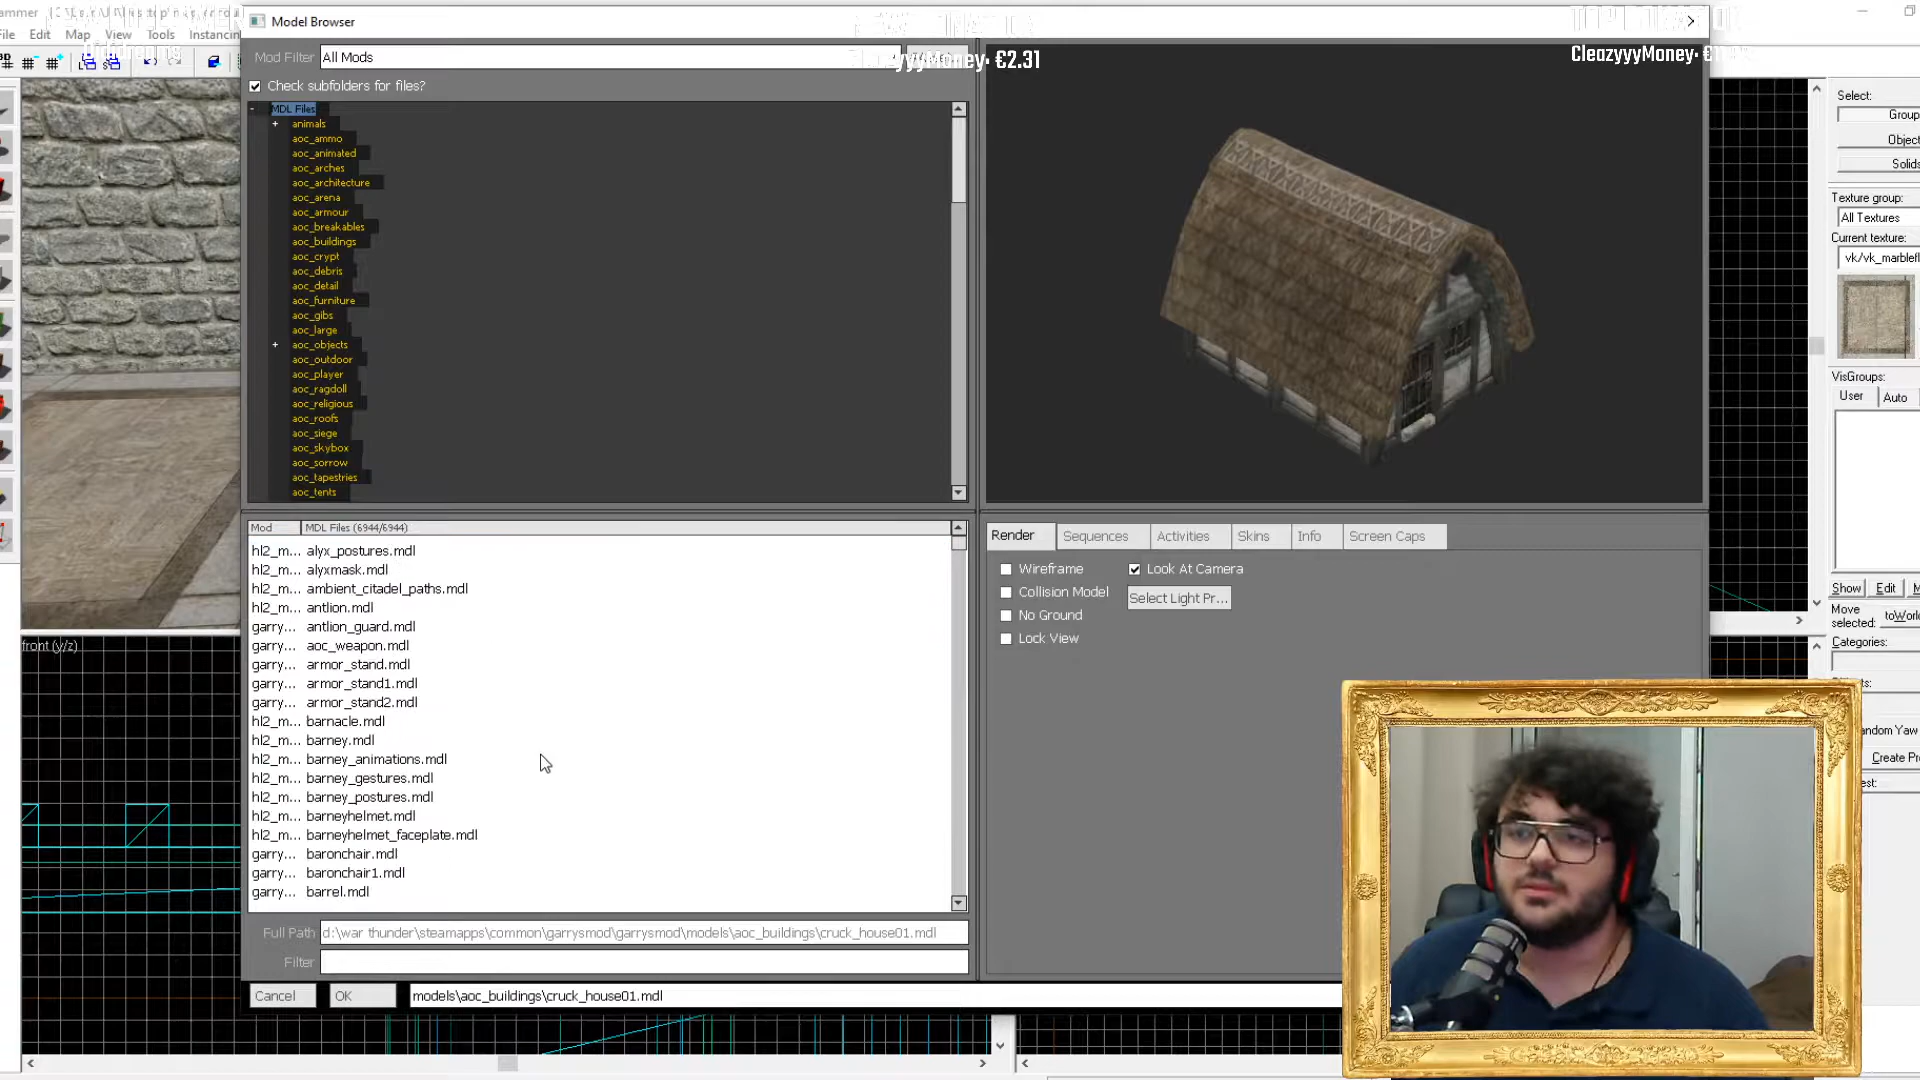 Model Browser
File Edit Map View Tools Instancin
Mod Filter All Mods
CleazyyyMoney: €
yyyMoney: €2.31
Check subfolders for files?
MDL Files
animals
aoc_ammo
aoc_animated
aoc_arches
aoc_architecture
aoc_arena
aoc_armour
aoc_breakables
aoc_buildings
aoc_crypt
aoc_debris
aoc_detail
aoc_furniture
aoc_gibs
aoc_large
aoc_objects
aoc_outdoor
aoc_player
aoc_ragdoll
aoc_religious
aoc_roofs
aoc_siege
aoc_skybox
aoc_sorrow
aoc_tapestries
aoc_tents
Mod MDL Files (6944/6944)
hl2_m... alyx_postures.mdl
hl2_m... alyxmask.mdl
hl2_m... ambient_citadel_paths.mdl
hl2_m... antlion.mdl
garry... antlion_guard.mdl
garry... aoc_weapon.mdl
garry... armor_stand.mdl
garry... armor_stand1.mdl
garry... armor_stand2.mdl
hl2_m... barnacle.mdl
hl2_m... barney.mdl
hl2_m... barney_animations.mdl
hl2_m... barney_gestures.mdl
hl2_m... barney_postures.mdl
hl2_m... barneyhelmet.mdl
hl2_m... barneyhelmet_faceplate.mdl
garry... baronchair.mdl
garry... baronchair1.mdl
garry... barrel.mdl
Full Path d:\war thunder\steamapps\common\garrysmod\garrysmod\models\aoc_buildings\cruck_house01.mdl
Filter
Cancel OK models\aoc_buildings\cruck_house01.mdl
Render Sequences Activities Skins Info Screen Caps
Wireframe Look At Camera
Collision Model Select Light Pr...
No Ground
Lock View
front (y/z)
Select:
Group
Object
Solids
Texture group:
All Textures
Current texture:
vk/vk_marblefl
VisGroups:
User Auto
Show Edit M
Move
selected: toWorl
Categories:
andom Yaw
Create Pr